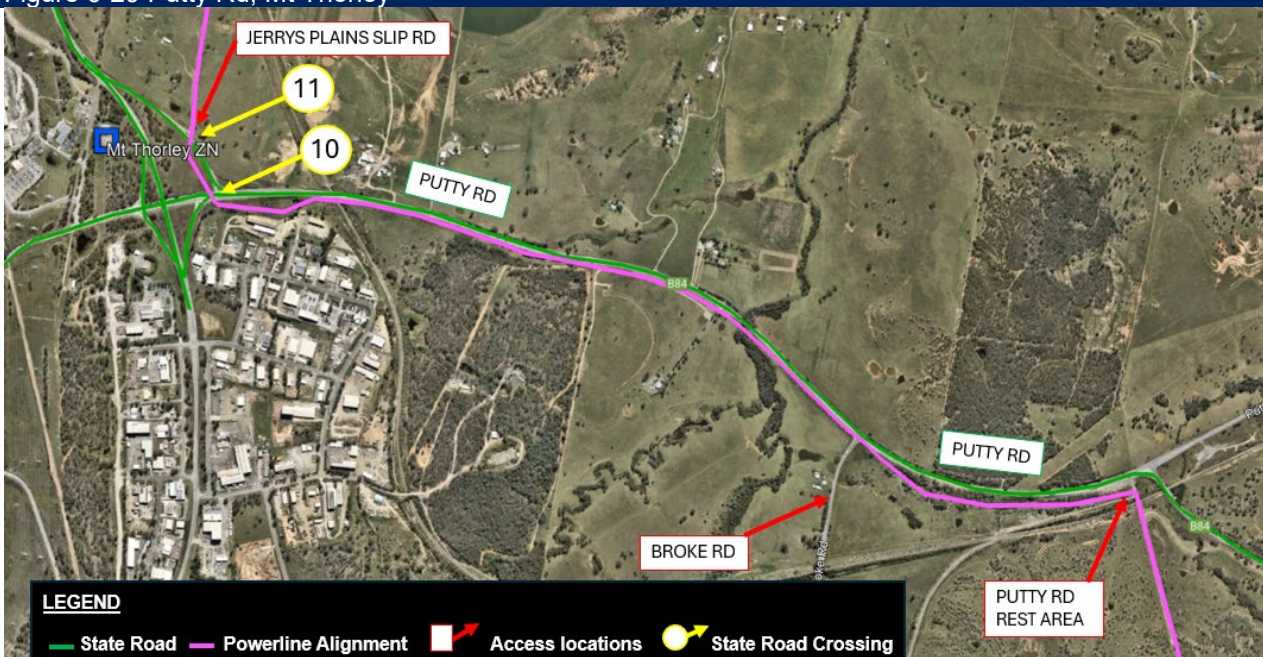 JERRYS PLAINS SLIP RD
11
10
Mt Thorley ZN
PUTTY RD
B84
PUTTY RD
BROKE RD
B84
PUTTY RD
REST AREA
LEGEND
State Road
Powerline Alignment
Access locations
State Road Crossing